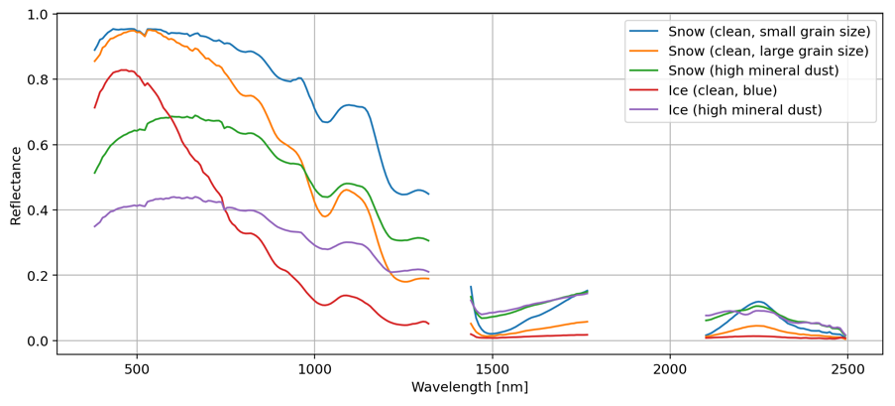 1.0
0.8
0.6
0.4
0.2
0.0
Reflectance
Snow (clean, small grain size)
Snow (clean, large grain size)
Snow (high mineral dust)
Ice (clean, blue)
Ice (high mineral dust)
500 1000 1500 2000 2500
Wavelength [nm]